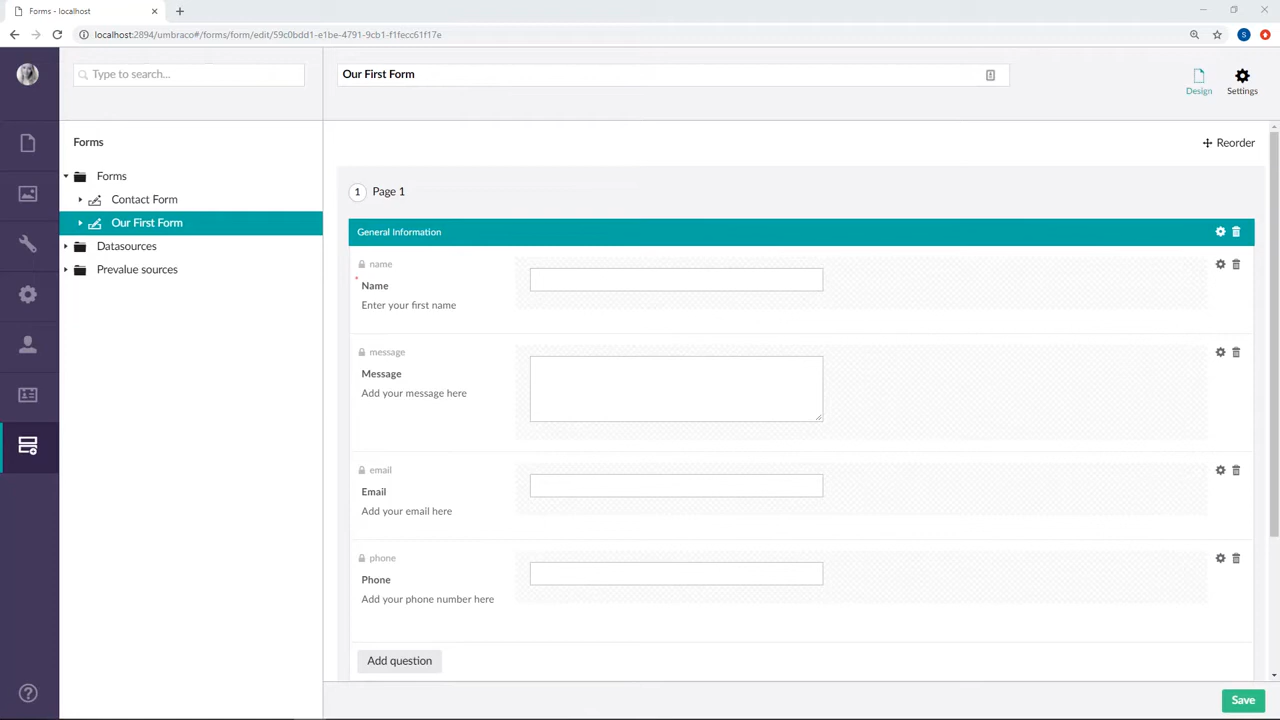 Forms - localhost
localhost:2894/umbraco#/forms/form/edit/59c0bdd1-e1be-4791-9cb1-f1fecc61f17e
S
Type to search...
Our First Form
Design
Settings
Forms
Reorder
Forms
Contact Form
Our First Form
Datasources
Prevalue sources
1 Page 1
General Information
name
* Name
Enter your first name
message
Message
Add your message here
email
Email
Add your email here
phone
Phone
Add your phone number here
Add question
Save